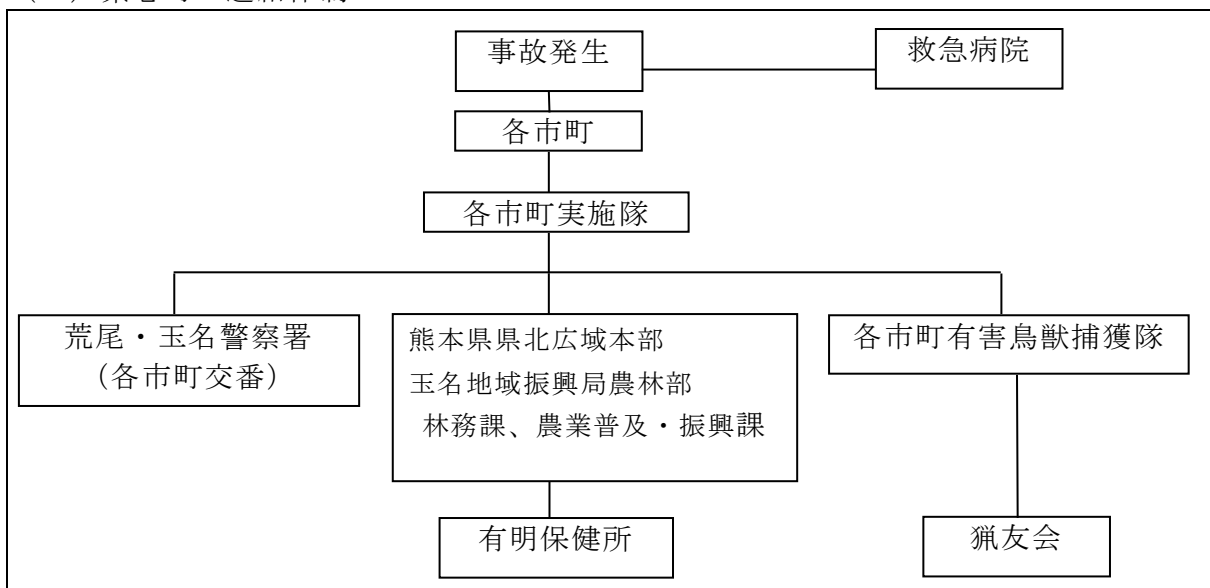 事故発生
救急病院
各市町
各市町実施隊
荒尾・玉名警察署
（各市町交番）
熊本県県北広域本部
玉名地域振興局農林部
林務課、農業普及・振興課
各市町有害鳥獣捕獲隊
有明保健所
猟友会